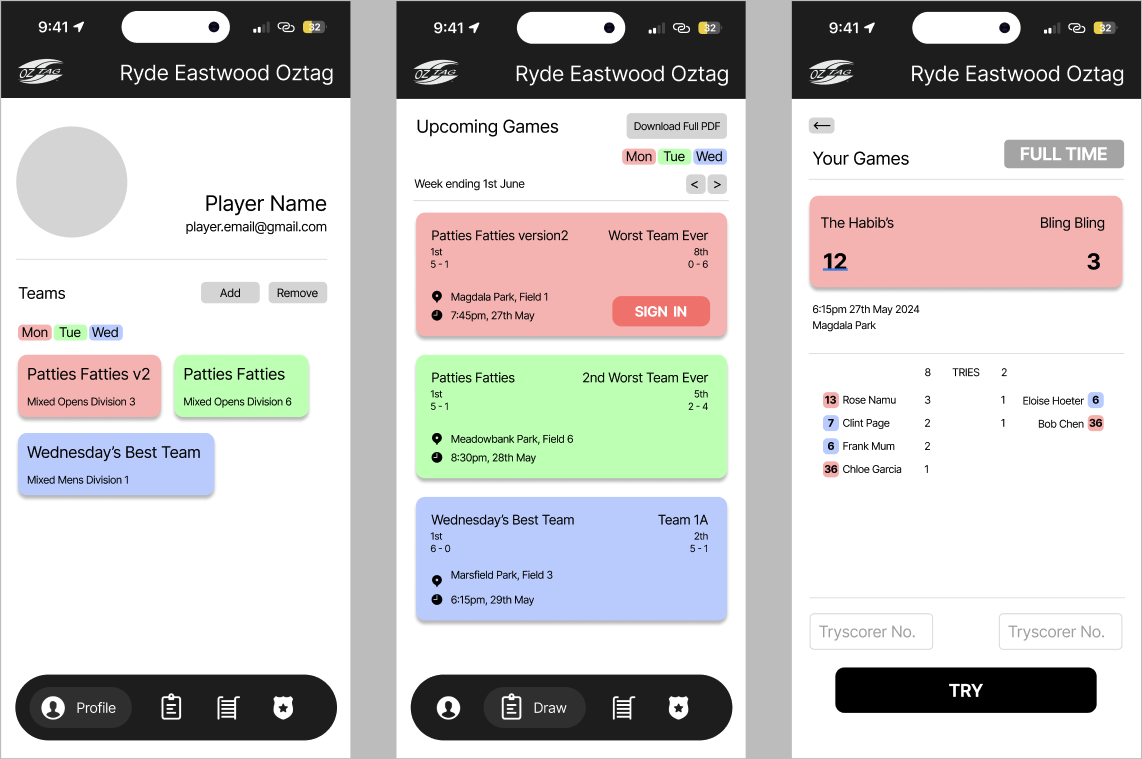 9:41
32
OZTAG
Ryde Eastwood Oztag
Player Name
player.email@gmail.com
Teams
Add
Remove
Mon Tue Wed
Patties Fatties v2
Mixed Opens Division 3
Patties Fatties
Mixed Opens Division 6
Wednesday's Best Team
Mixed Mens Division 1
Profile
9:41
32
OZTAG
Ryde Eastwood Oztag
Upcoming Games
Download Full PDF
Mon Tue Wed
Week ending 1st June
< >
Patties Fatties version2 Worst Team Ever
1st 8th
5 - 1 0 - 6
Magdala Park, Field 1
7:45pm, 27th May
SIGN IN
Patties Fatties 2nd Worst Team Ever
1st 5th
5 - 1 2 - 4
Meadowbank Park, Field 6
8:30pm, 28th May
Wednesday's Best Team Team 1A
1st 2th
6 - 0 5 - 1
Marsfield Park, Field 3
6:15pm, 29th May
Draw
9:41
32
OZTAG
Ryde Eastwood Oztag
Your Games
FULL TIME
The Habib's Bling Bling
12 3
6:15pm 27th May 2024
Magdala Park
8 TRIES 2
13 Rose Namu 3 1 Eloise Hoeter 6
7 Clint Page 2 1 Bob Chen 36
6 Frank Mum 2
36 Chloe Garcia 1
Tryscorer No. Tryscorer No.
TRY